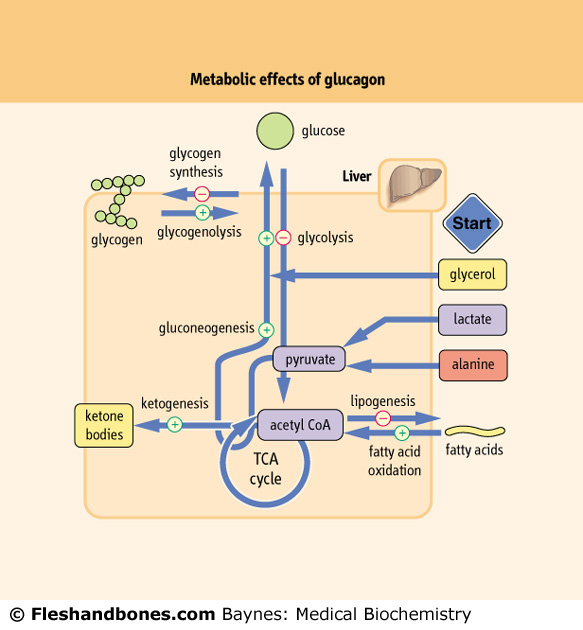 Metabolic effects of glucagon
glucose
glycogen
synthesis
−
Liver
+
glycogen
glycogenolysis
Start
+
−
glycolysis
glycerol
lactate
gluconeogenesis
+
pyruvate
alanine
ketogenesis
lipogenesis
ketone
bodies
+
acetyl CoA
−
+
fatty acid
oxidation
fatty acids
TCA
cycle
© Fleshandbones.com Baynes: Medical Biochemistry